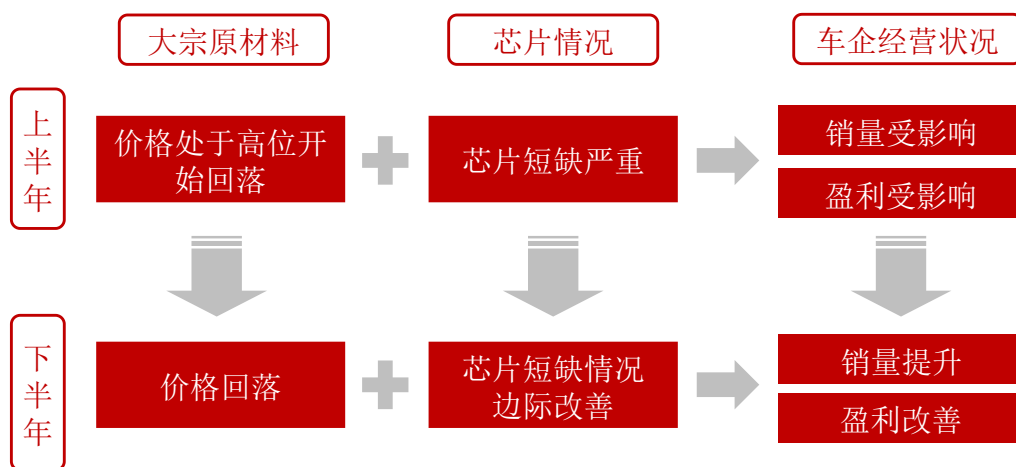 大宗原材料
芯片情况
车企经营状况
上
半
年
价格处于高位开
始回落
芯片短缺严重
销量受影响
盈利受影响
下
半
年
价格回落
芯片短缺情况
边际改善
销量提升
盈利改善